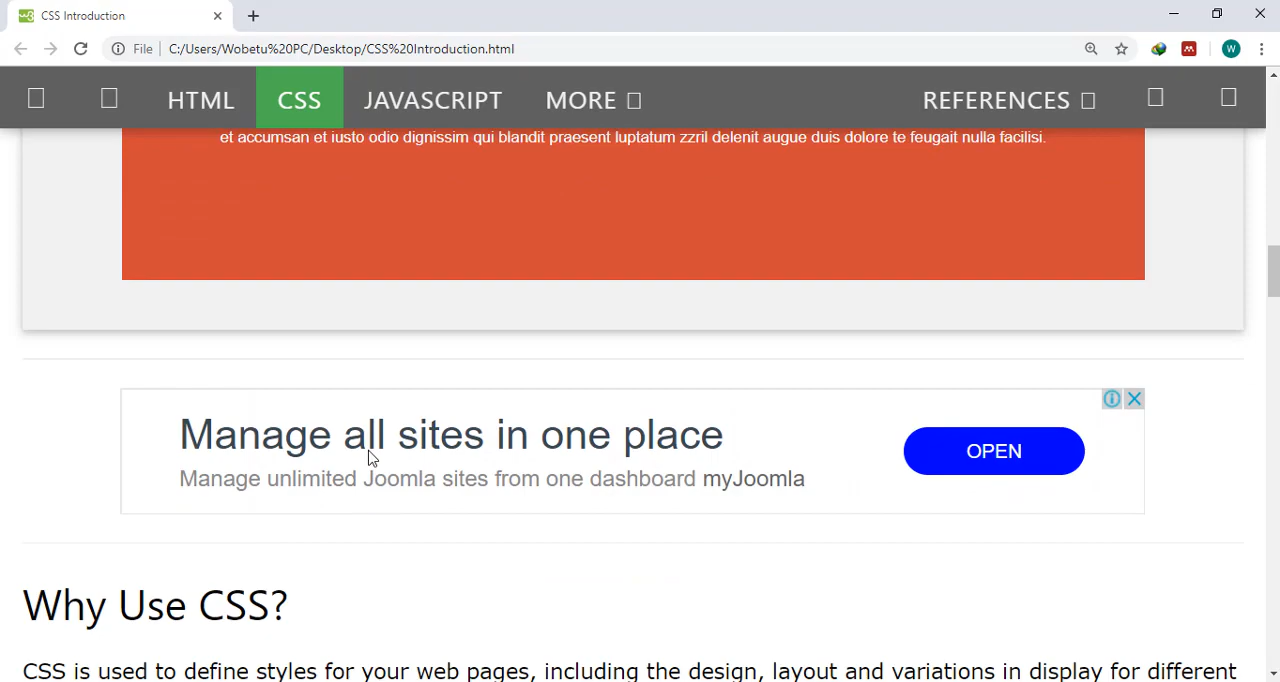 CSS Introduction
File
C:/Users/Wobetu%20PC/Desktop/CSS%20Introduction.html
W
HTML CSS JAVASCRIPT MORE REFERENCES
et accumsan et iusto odio dignissim qui blandit praesent luptatum zzril delenit augue duis dolore te feugait nulla facilisi.
Manage all sites in one place
Manage unlimited Joomla sites from one dashboard myJoomla
OPEN
Why Use CSS?
CSS is used to define styles for your web pages, including the design, layout and variations in display for different